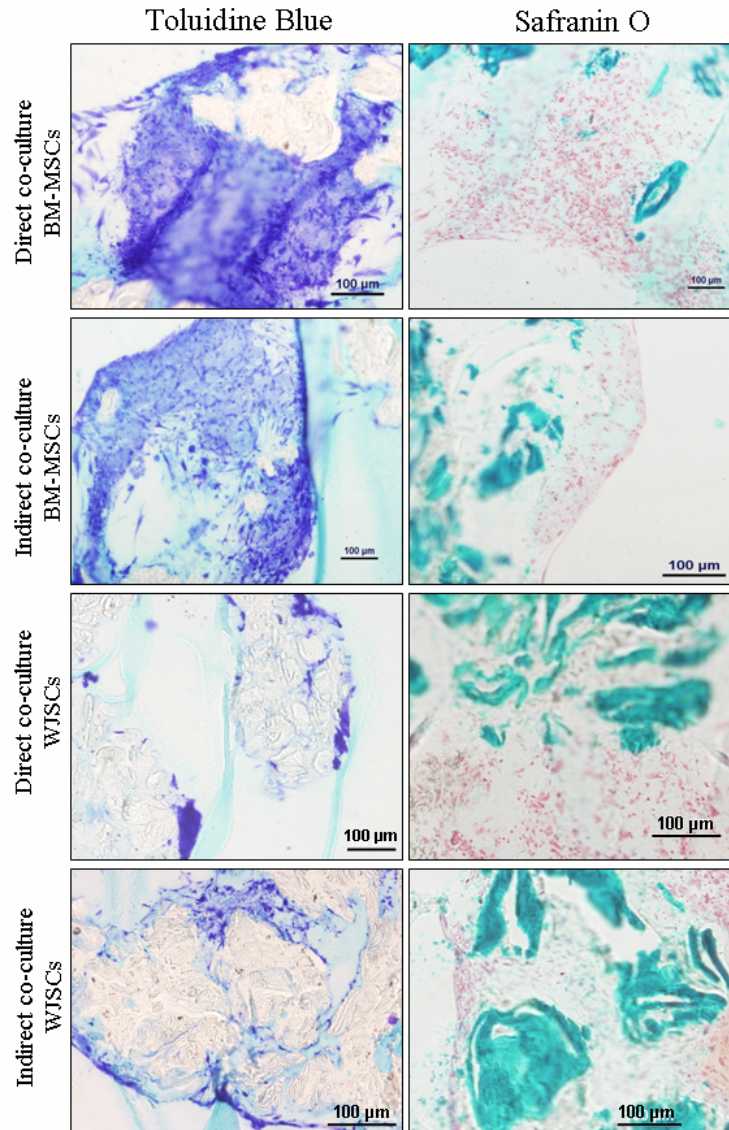 Toluidine Blue
Safranin O
Direct co-culture
BM-MSCs
100 µm
100 µm
Indirect co-culture
BM-MSCs
100 µm
100 µm
Direct co-culture
WJSCs
100 µm
100 µm
Indirect co-culture
WJSCs
100 µm
100 µm